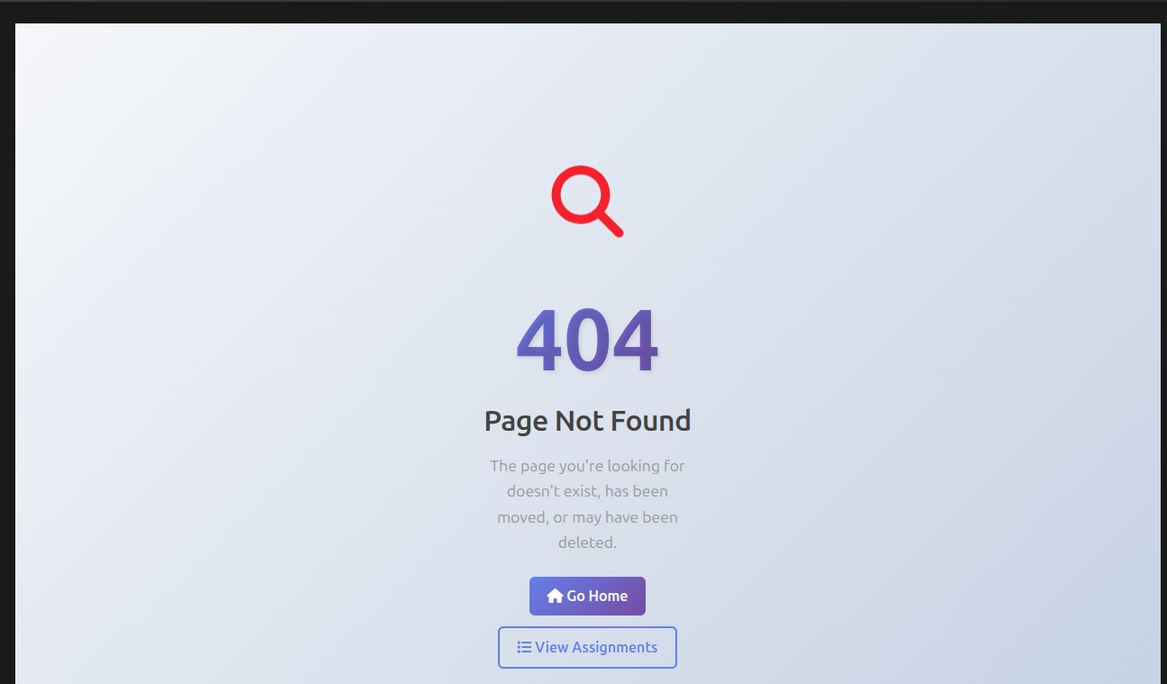 404
Page Not Found
The page you're looking for
doesn't exist, has been
moved, or may have been
deleted.
Go Home
View Assignments